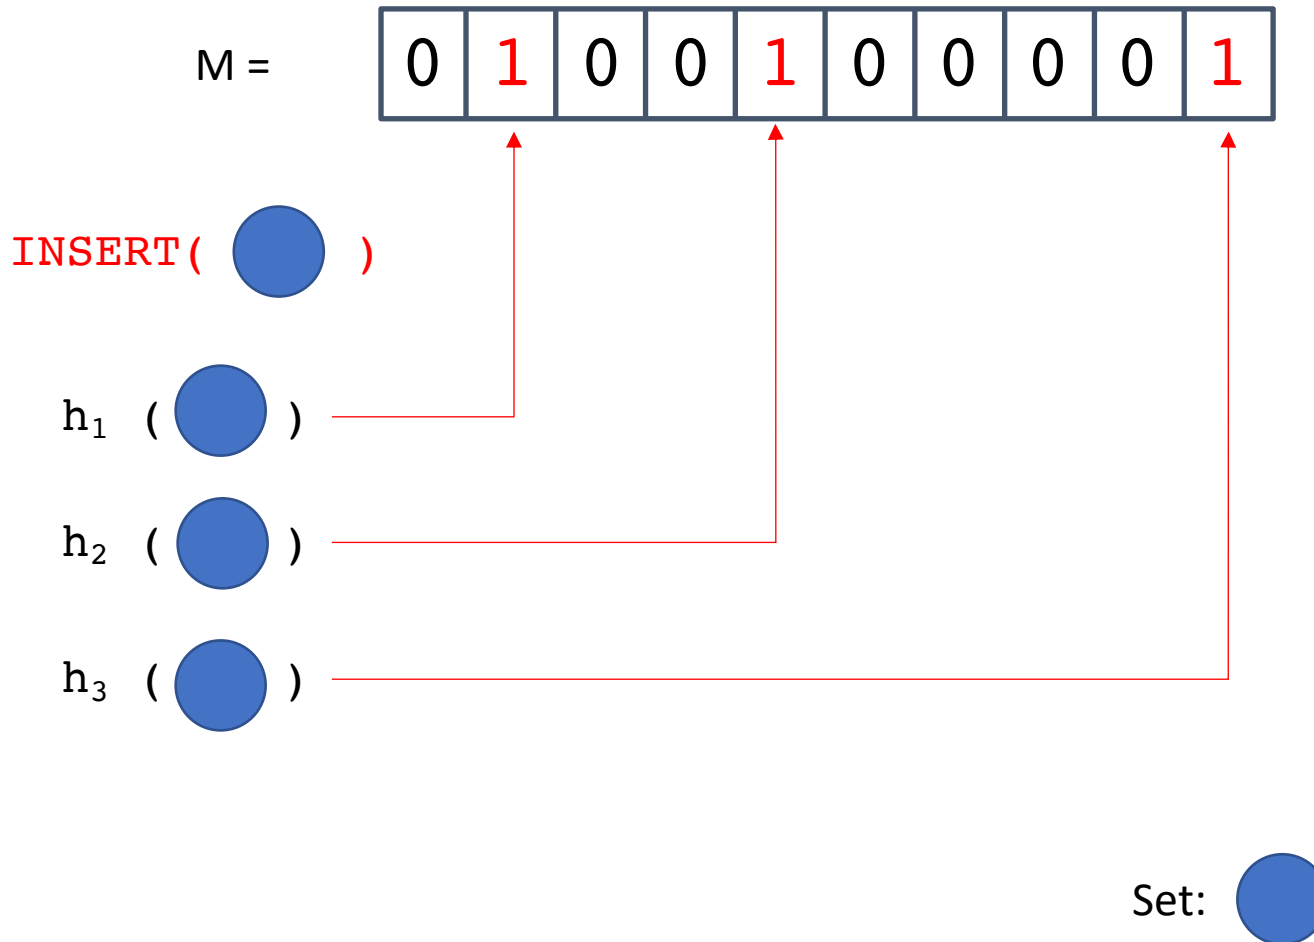 M = 0 1 0 0 1 0 0 0 0 1
INSERT( )
h₁ ( )
h₂ ( )
h₃ ( )
Set: